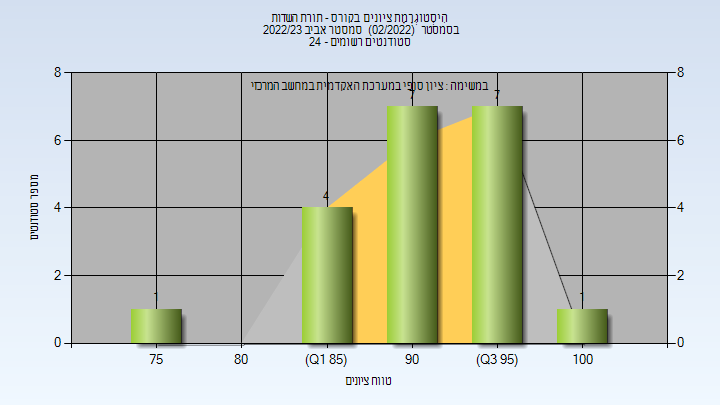 היסטוגרמת ציונים בקורס - תורת השדות
בסמסטר (02/2022) סמסטר אביב 2022/23
סטודנטים רשומים - 24
במשימה : ציון סופי במערכת האקדמית במחשב המרכזי
מספר סטודנטים
8
6
4
2
0
8
6
4
2
0
1
4
7
7
1
75
80
(Q1 85)
90
(Q3 95)
100
טווח ציונים